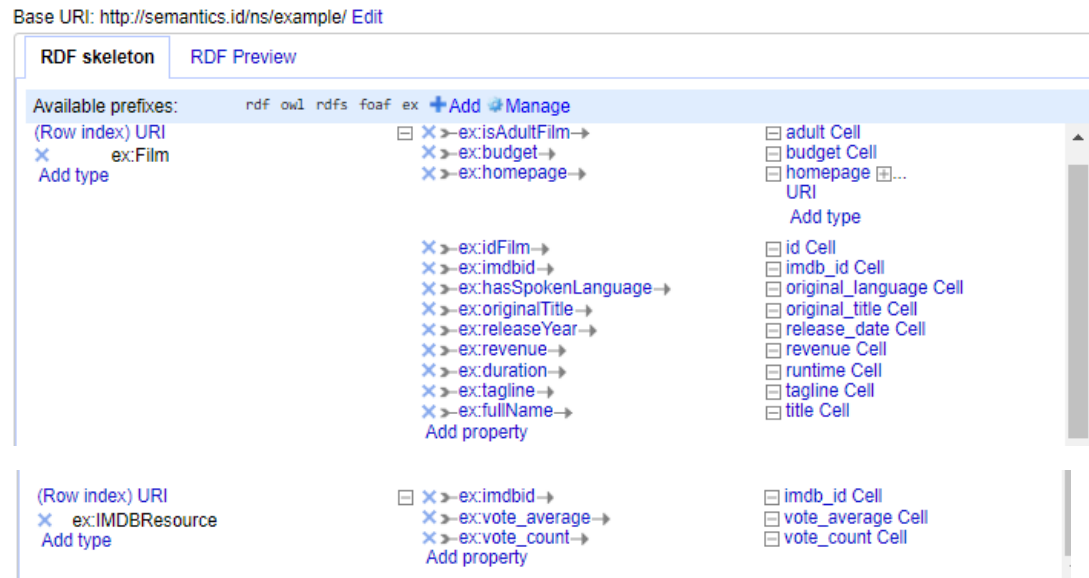 Base URI: http://semantics.id/ns/example/ Edit
RDF skeleton RDF Preview
Available prefixes: rdf owl rdfs foaf ex Add Manage
(Row index) URI ex:isAdultFilm adult Cell
ex:Film ex:budget budget Cell
Add type ex:homepage homepage ...
URI
Add type
ex:idFilm id Cell
ex:imdbid imdb_id Cell
ex:hasSpokenLanguage original_language Cell
ex:originalTitle original_title Cell
ex:releaseYear release_date Cell
ex:revenue revenue Cell
ex:duration runtime Cell
ex:tagline tagline Cell
ex:fullName title Cell
Add property
(Row index) URI ex:imdbid imdb_id Cell
ex:IMDBResource ex:vote_average vote_average Cell
Add type ex:vote_count vote_count Cell
Add property